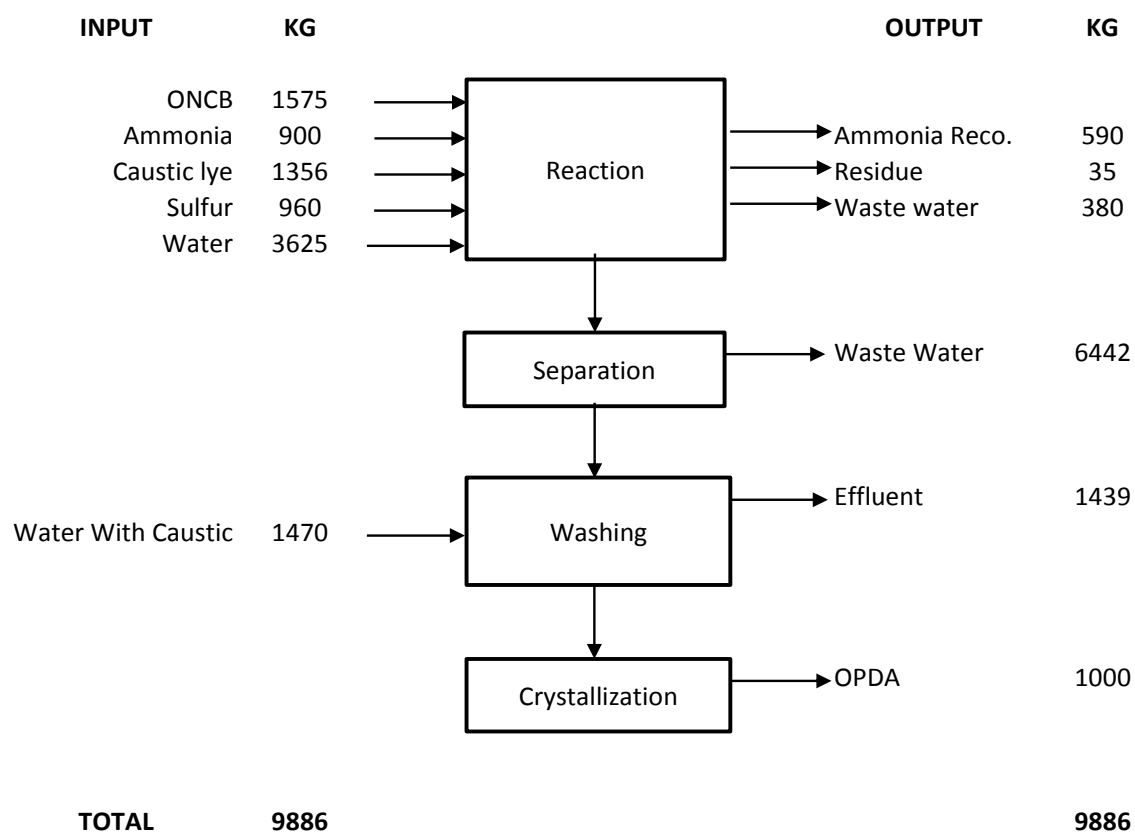 INPUT KG OUTPUT KG
ONCB 1575
Ammonia 900 Ammonia Reco. 590
Caustic lye 1356 Reaction Residue 35
Sulfur 960 Waste water 380
Water 3625
Separation Waste Water 6442
Effluent 1439
Water With Caustic 1470 Washing
Crystallization OPDA 1000
TOTAL 9886 9886